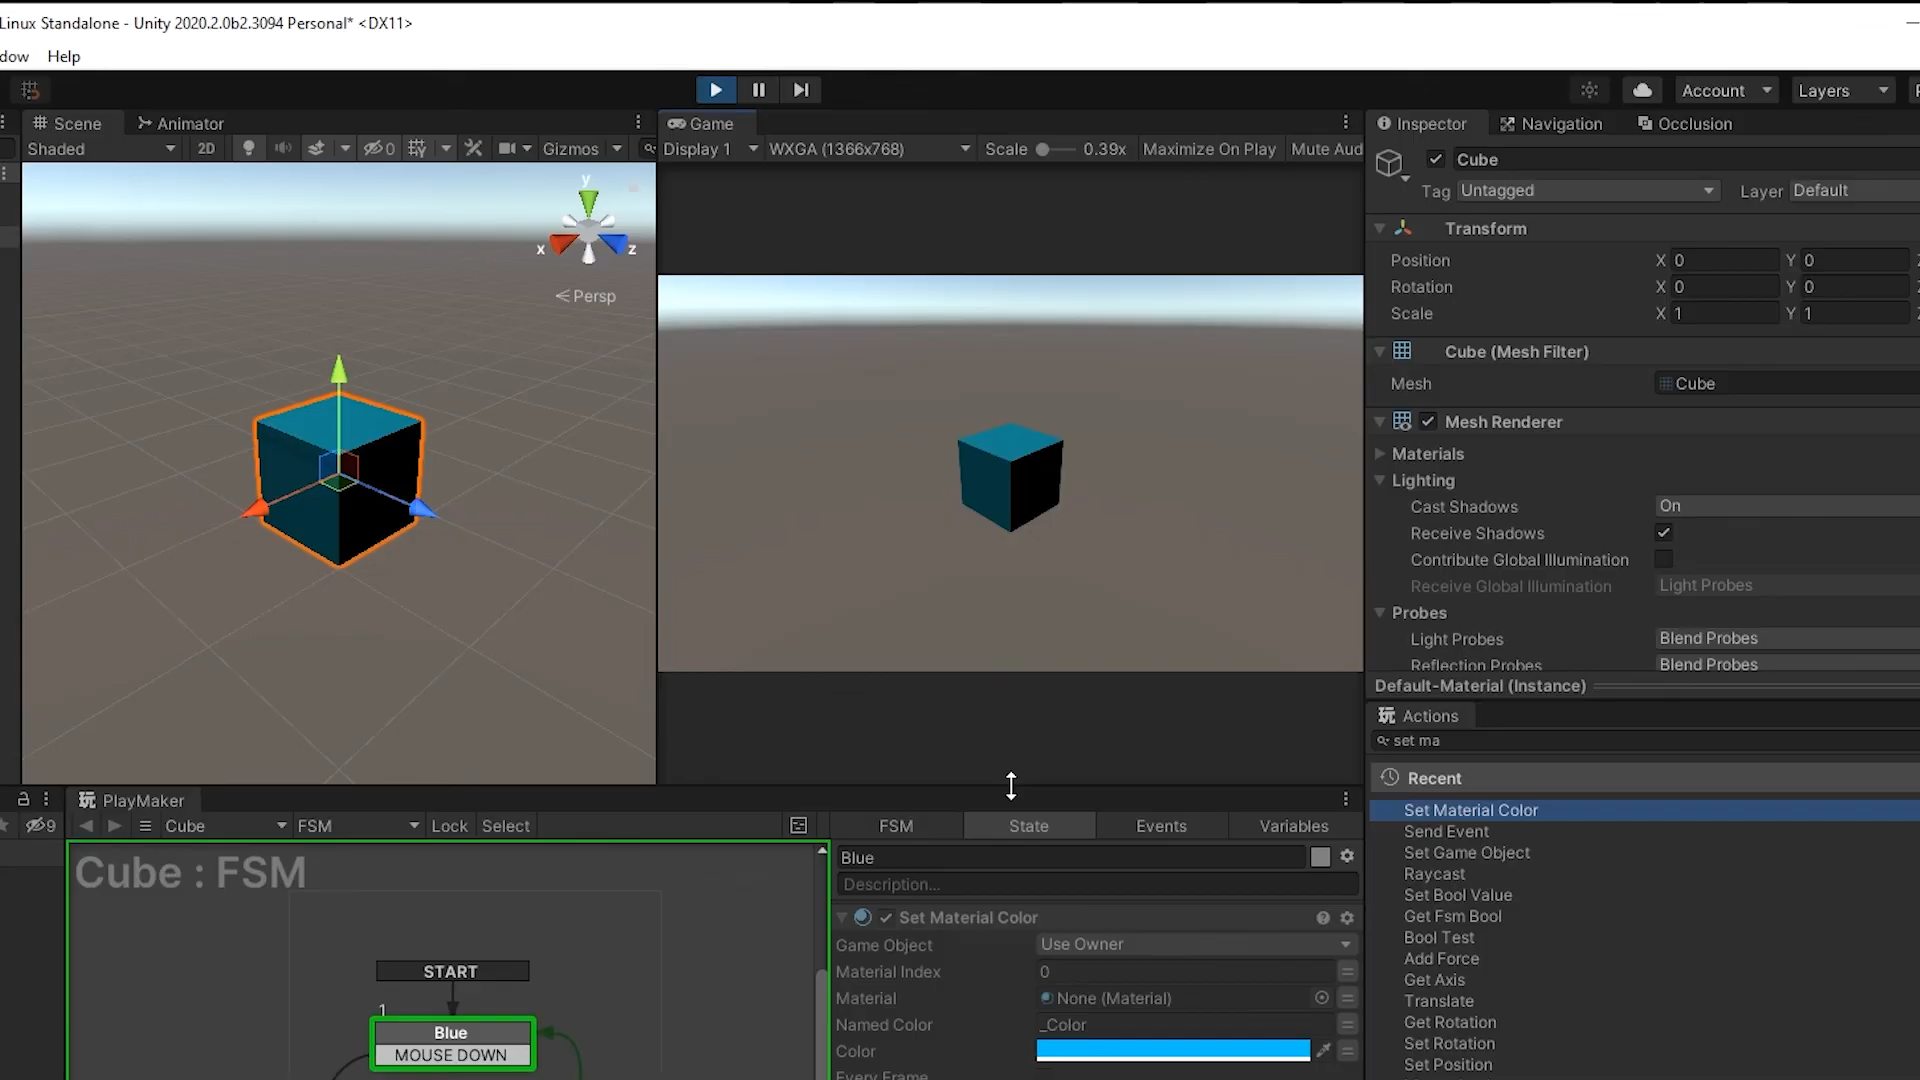 Linux Standalone - Unity 2020.2.0b2.3094 Personal* <DX11>
dow Help
Account Layers
Scene Animator
Game
Inspector Navigation Occlusion
Shaded 2D 0 Gizmos
Display 1 WXGA (1366x768) Scale 0.39x Maximize On Play Mute Aud
Cube
Tag Untagged Layer Default
y
x
z
Persp
Transform
Position X 0 Y 0
Rotation X 0 Y 0
Scale X 1 Y 1
Cube (Mesh Filter)
Mesh Cube
Mesh Renderer
Materials
Lighting
Cast Shadows On
Receive Shadows
Contribute Global Illumination
Receive Global Illumination Light Probes
Probes
Light Probes Blend Probes
Reflection Probes Blend Probes
Default-Material (Instance)
Actions
set ma
Recent
Set Material Color
Send Event
Set Game Object
Raycast
Set Bool Value
Get Fsm Bool
Bool Test
Add Force
Get Axis
Translate
Get Rotation
Set Rotation
Set Position
PlayMaker
9 Cube FSM Lock Select
FSM State Events Variables
Cube : FSM
START
1
Blue
MOUSE DOWN
Blue
Description...
Set Material Color
Game Object Use Owner
Material Index 0
Material None (Material)
Named Color _Color
Color
Every Frame